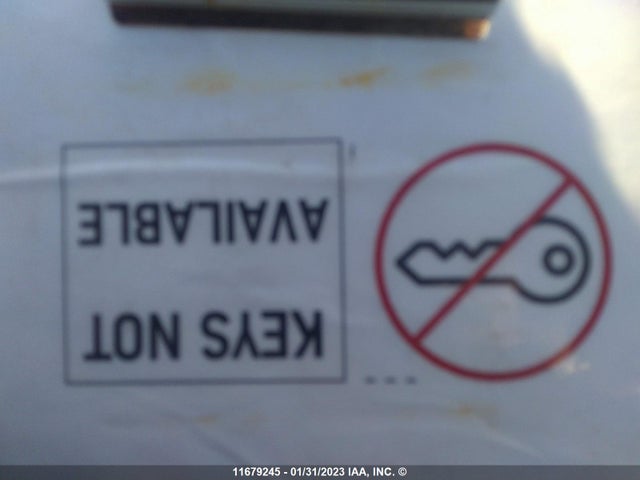 KEYS NOT
AVAILABLE
11679245 - 01/31/2023 IAA, INC. ©